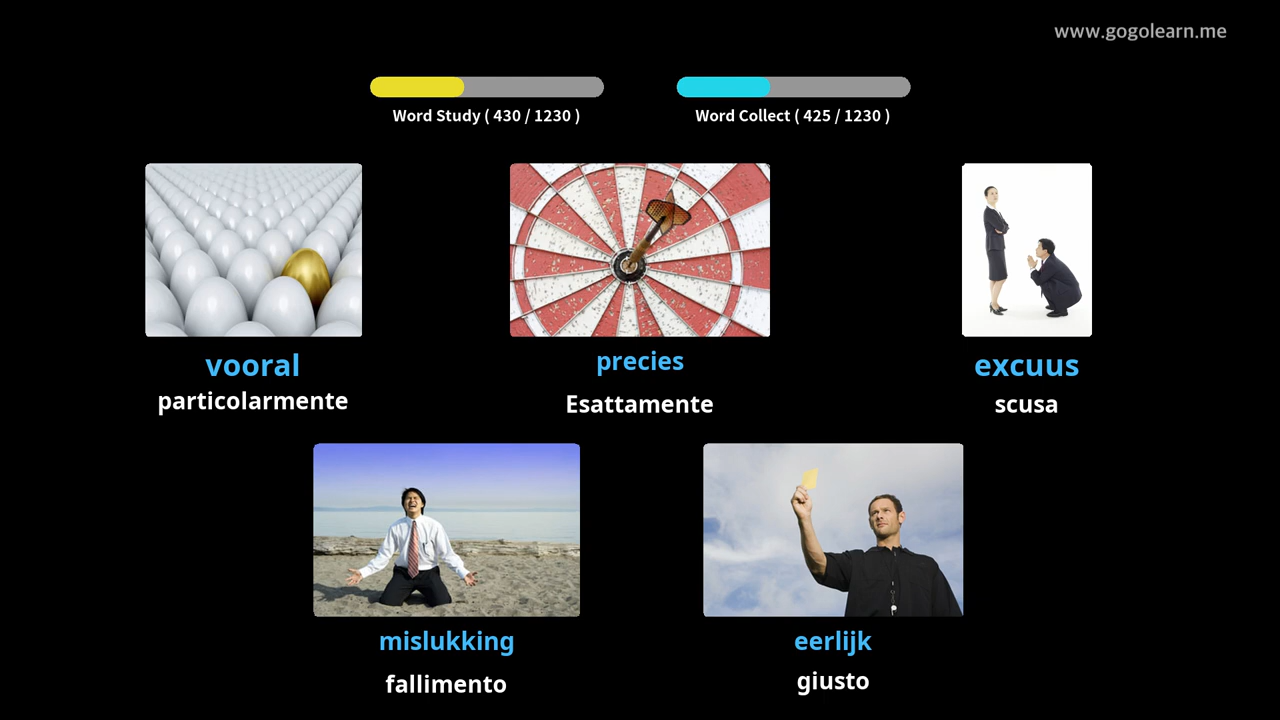 www.gogolearn.me
Word Study ( 430 / 1230 )
Word Collect ( 425 / 1230 )
vooral
particolarmente
precies
Esattamente
excuus
scusa
mislukking
fallimento
eerlijk
giusto